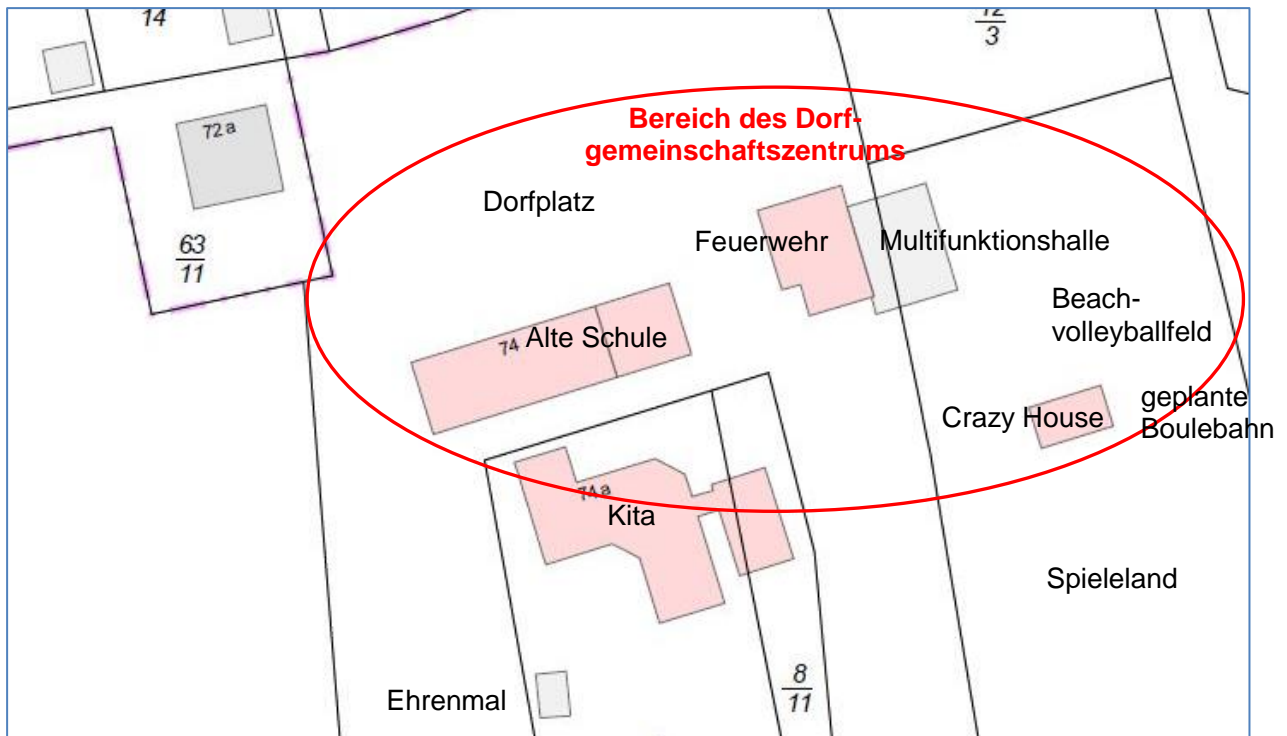 14
12
3
72 a
Bereich des Dorf-
gemeinschaftszentrums
Dorfplatz
63
11
Feuerwehr
Multifunktionshalle
Beach-
volleyballfeld
74
Alte Schule
Crazy House
geplante
Boulebahn
74 a
Kita
Spieleland
Ehrenmal
8
11